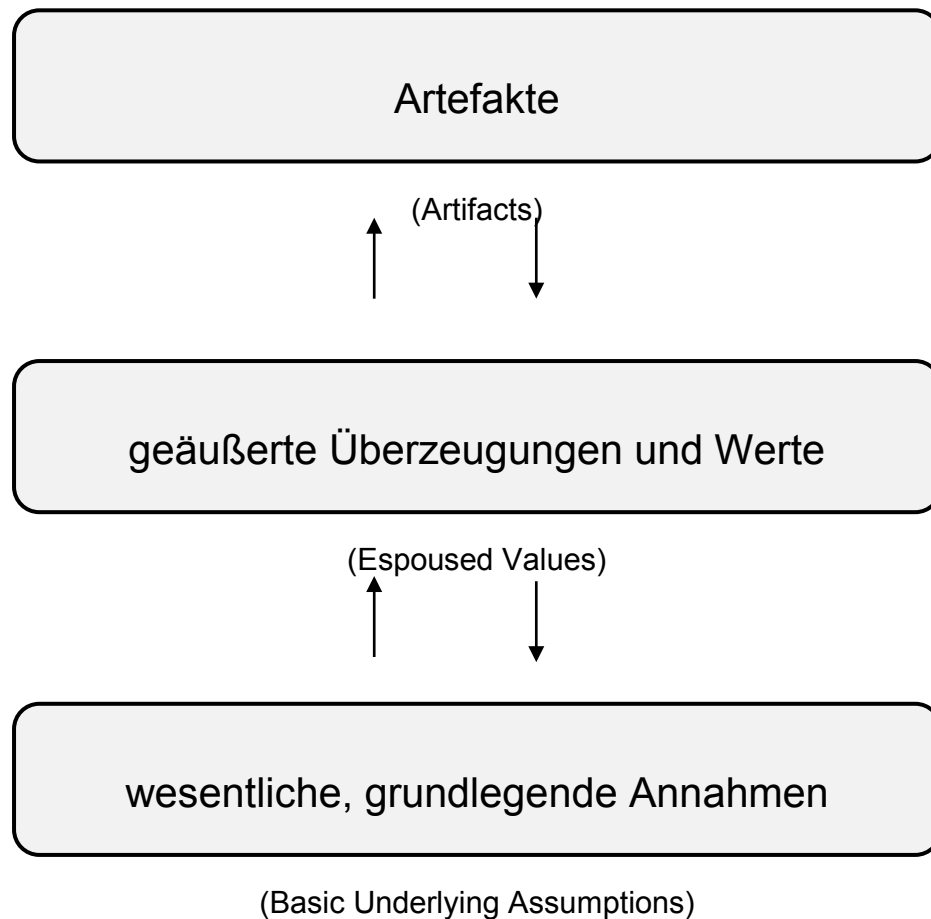 Artefakte
(Artifacts)
geäußerte Überzeugungen und Werte
(Espoused Values)
wesentliche, grundlegende Annahmen
(Basic Underlying Assumptions)